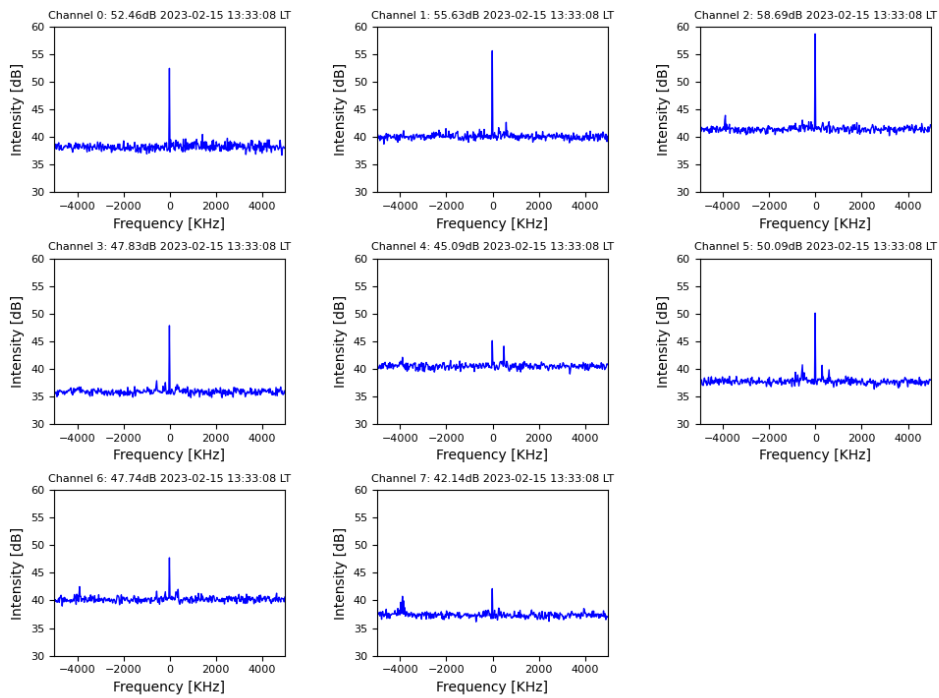 Channel 0: 52.46dB 2023-02-15 13:33:08 LT
Channel 1: 55.63dB 2023-02-15 13:33:08 LT
Channel 2: 58.69dB 2023-02-15 13:33:08 LT
60
55
50
45
40
35
30
Intensity [dB]
−4000 −2000 0 2000 4000
Frequency [KHz]
60
55
50
45
40
35
30
Intensity [dB]
−4000 −2000 0 2000 4000
Frequency [KHz]
60
55
50
45
40
35
30
Intensity [dB]
−4000 −2000 0 2000 4000
Frequency [KHz]
Channel 3: 47.83dB 2023-02-15 13:33:08 LT
Channel 4: 45.09dB 2023-02-15 13:33:08 LT
Channel 5: 50.09dB 2023-02-15 13:33:08 LT
60
55
50
45
40
35
30
Intensity [dB]
−4000 −2000 0 2000 4000
Frequency [KHz]
60
55
50
45
40
35
30
Intensity [dB]
−4000 −2000 0 2000 4000
Frequency [KHz]
60
55
50
45
40
35
30
Intensity [dB]
−4000 −2000 0 2000 4000
Frequency [KHz]
Channel 6: 47.74dB 2023-02-15 13:33:08 LT
Channel 7: 42.14dB 2023-02-15 13:33:08 LT
60
55
50
45
40
35
30
Intensity [dB]
−4000 −2000 0 2000 4000
Frequency [KHz]
60
55
50
45
40
35
30
Intensity [dB]
−4000 −2000 0 2000 4000
Frequency [KHz]